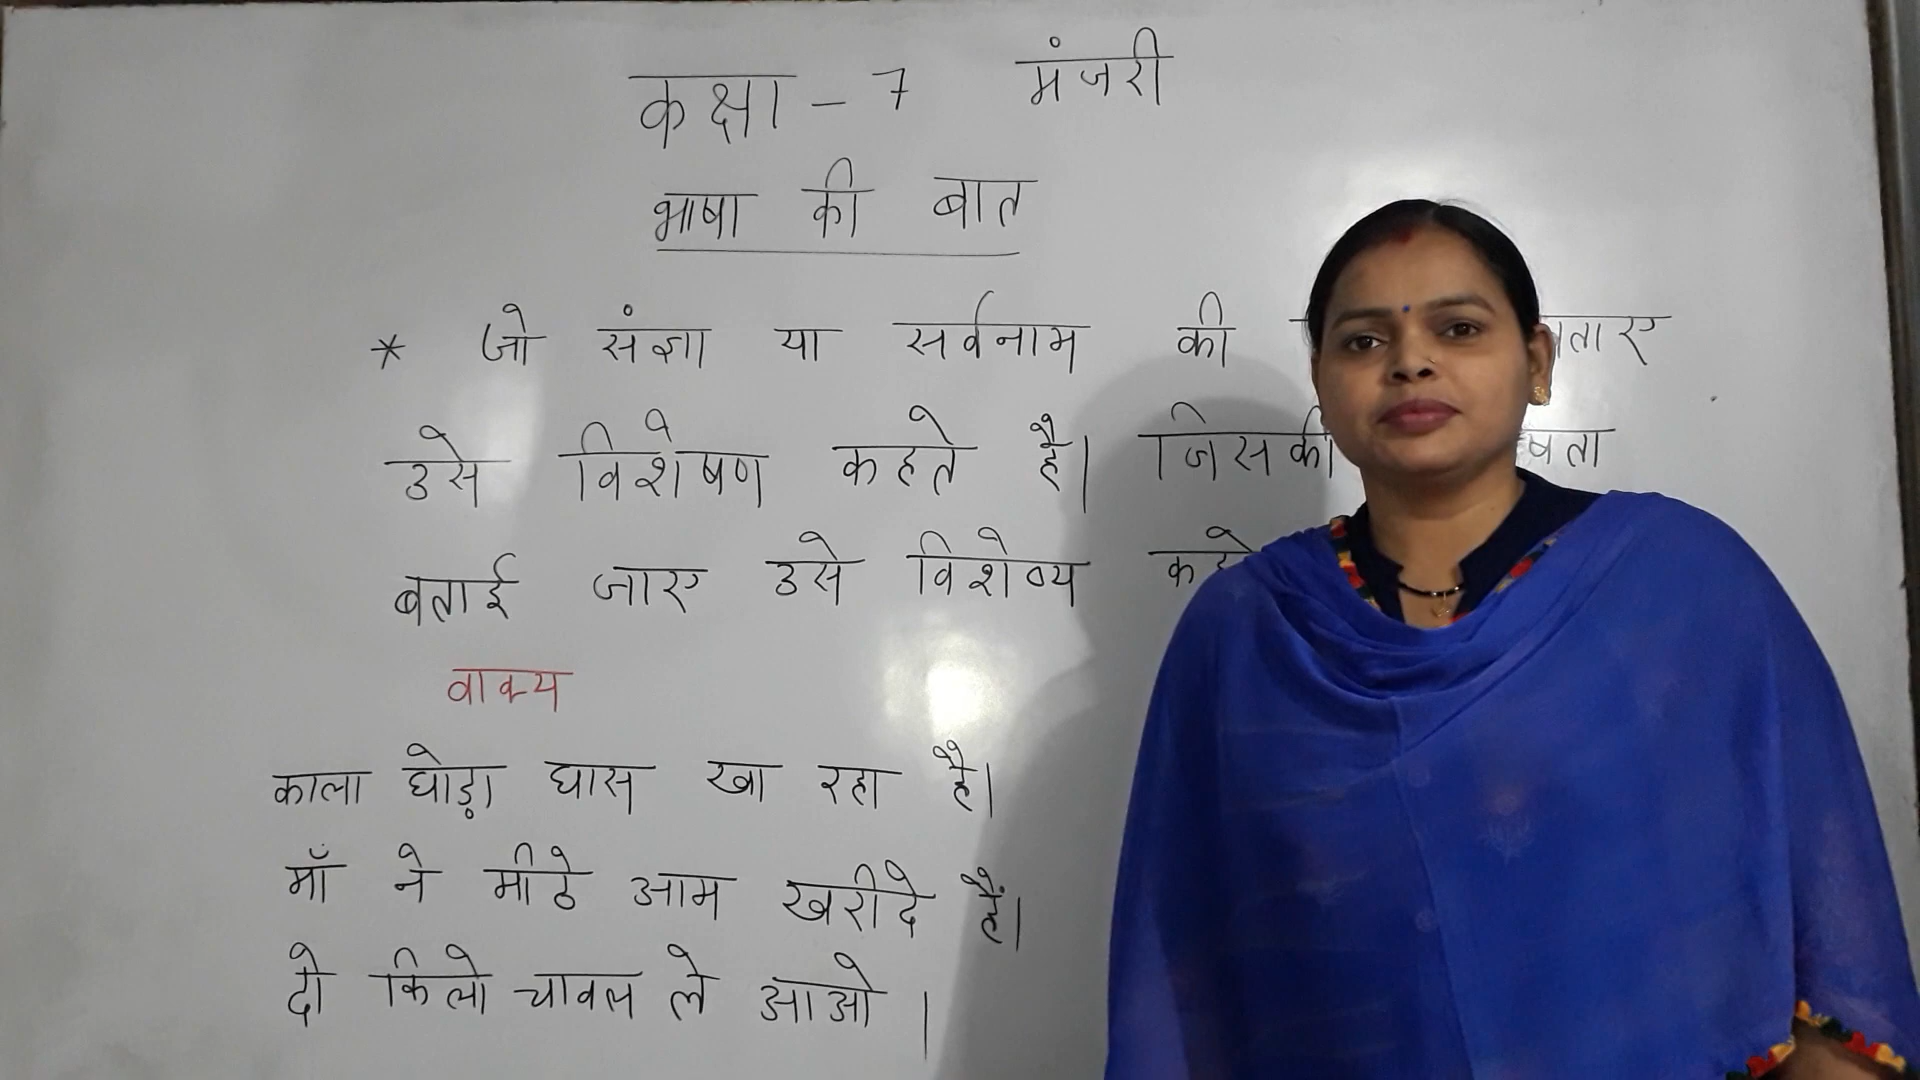 कक्षा - 7 मंजरी
भाषा की बात
* जो संज्ञा या सर्वनाम की
उसे विशेषण कहते है। जिसकी
बताई जाए उसे विशेष्य
वाक्य
काला घोड़ा घास खा रहा है।
माँ ने मीठे आम खरीदे हैं।
दो किलो चावल ले आओ।